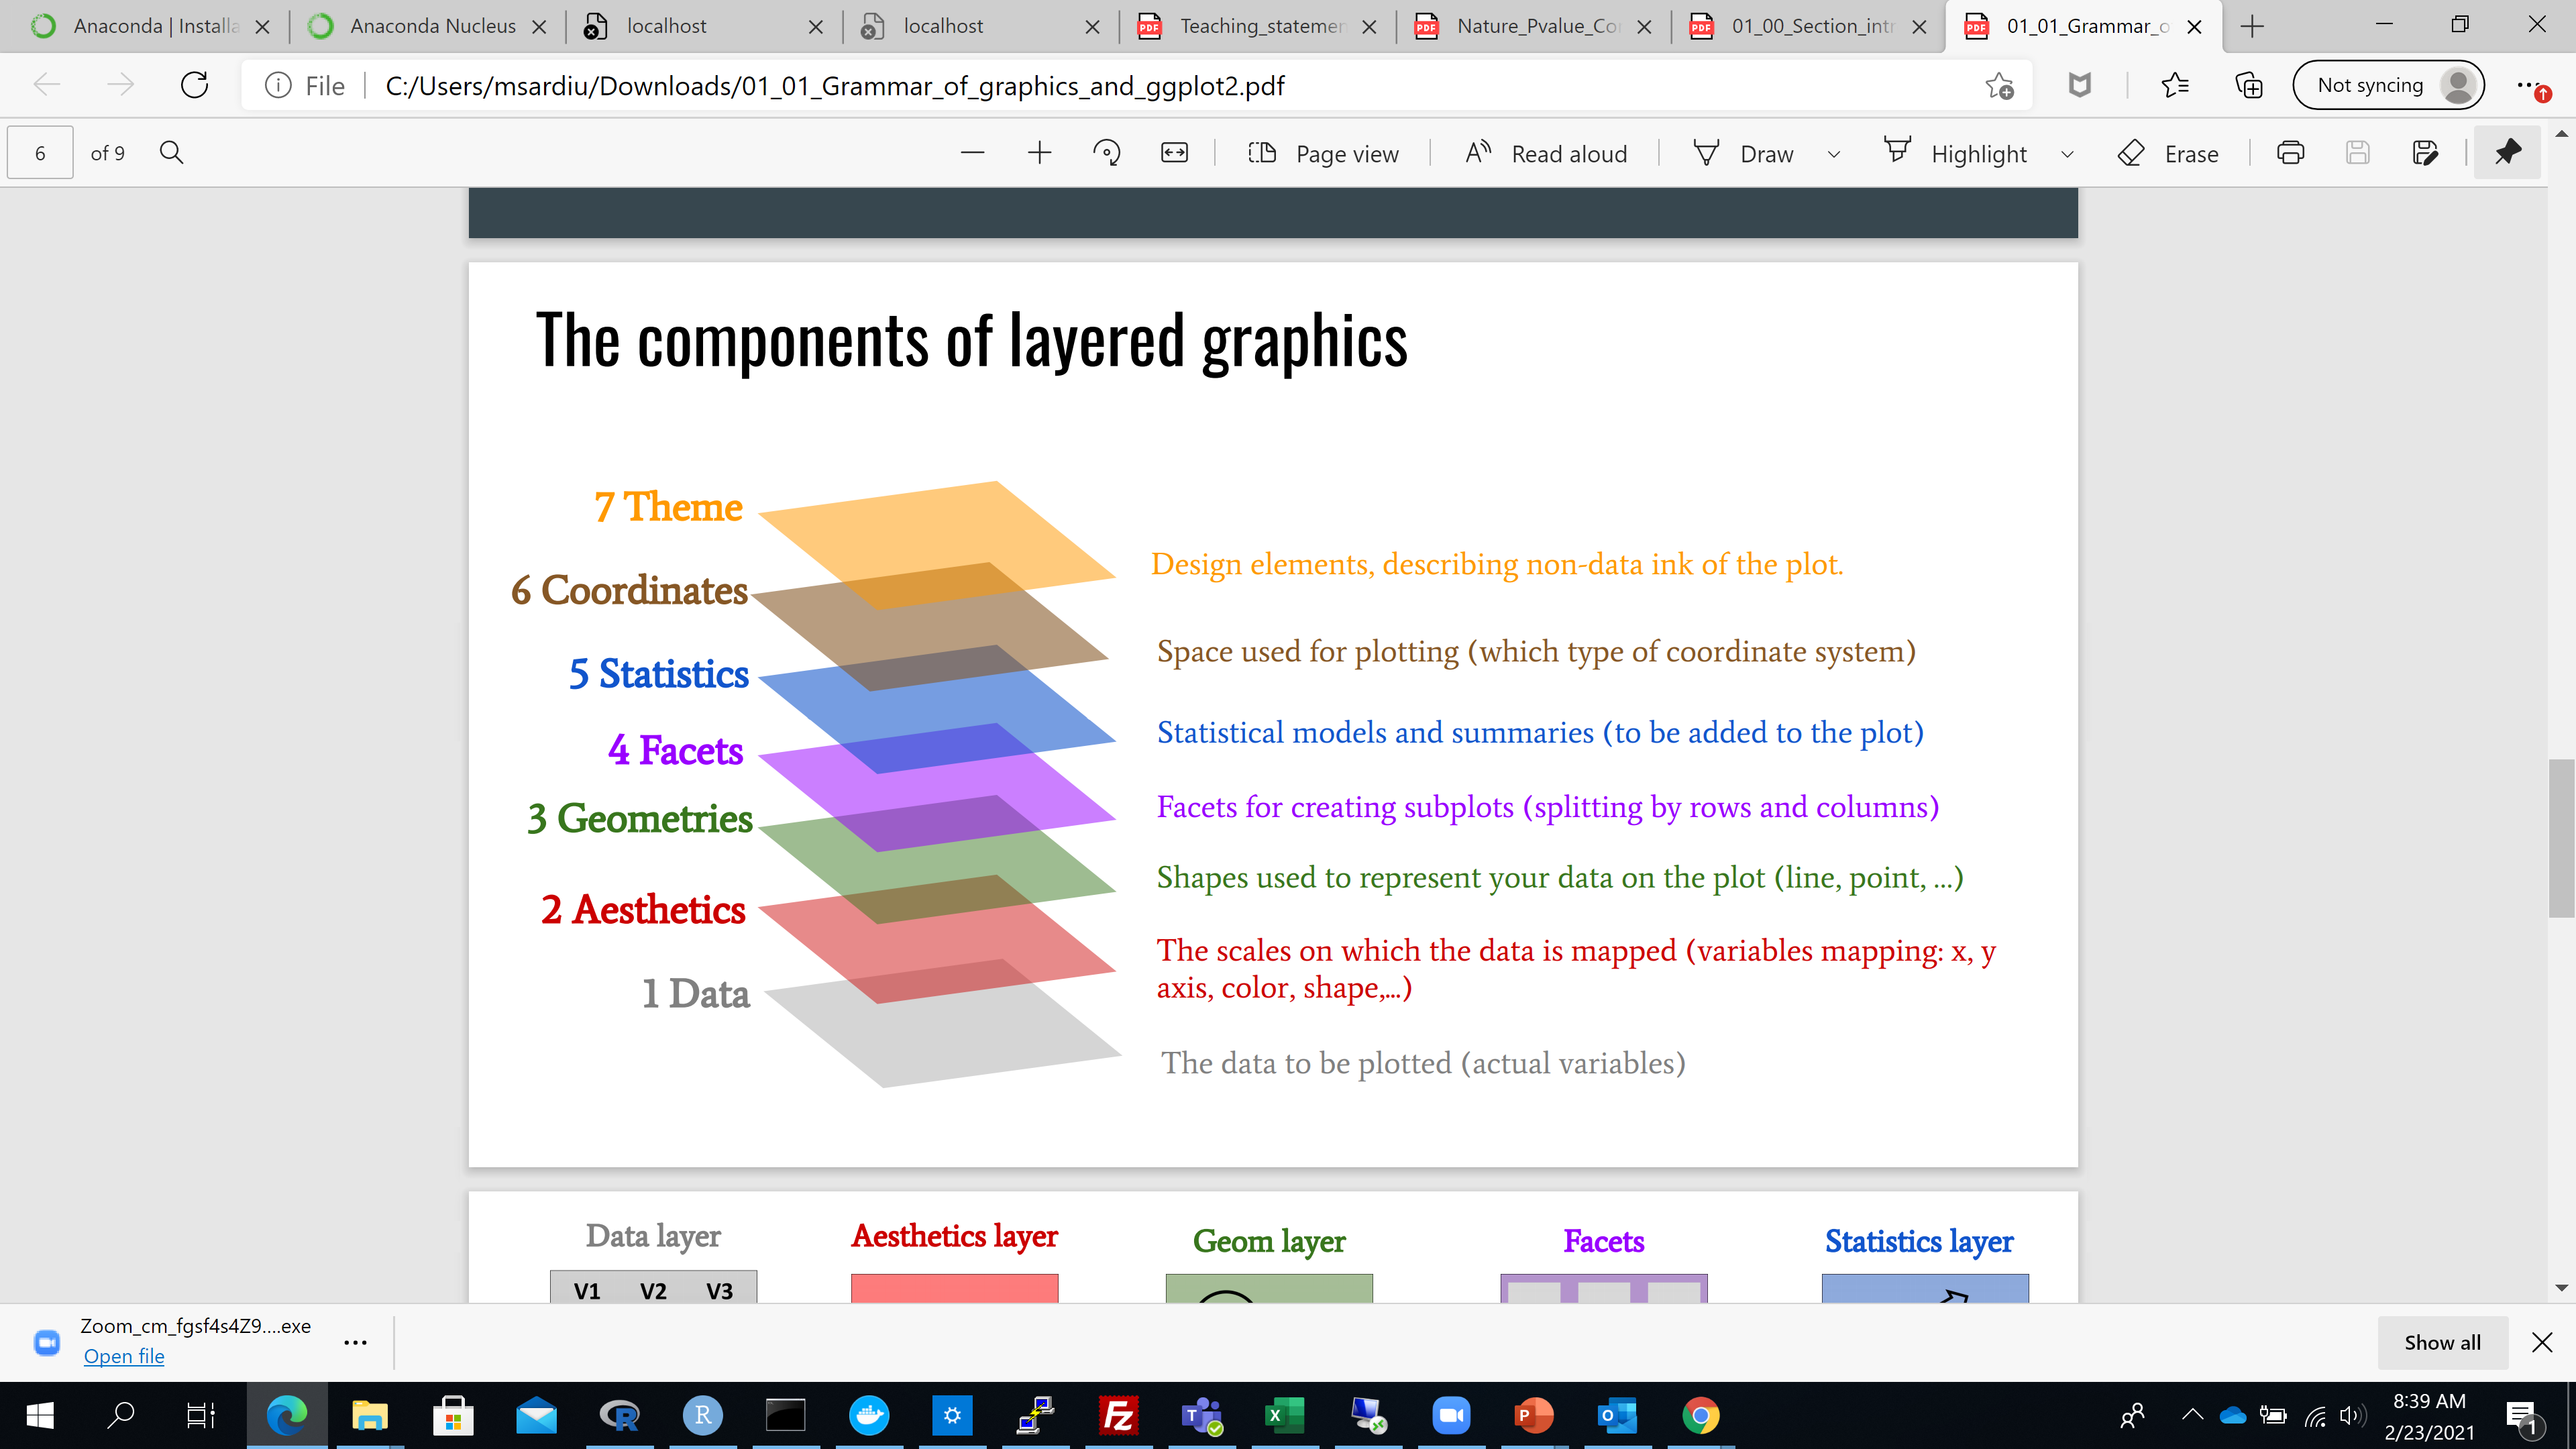 Anaconda | Installa
Anaconda Nucleus
localhost
localhost
PDF Teaching_statemen
PDF Nature_Pvalue_Co
PDF 01_00_Section_intr
PDF 01_01_Grammar_o
File C:/Users/msardiu/Downloads/01_01_Grammar_of_graphics_and_ggplot2.pdf
Not syncing
6 of 9
Page view
Read aloud
Draw
Highlight
Erase
The components of layered graphics
7 Theme
Design elements, describing non-data ink of the plot.
6 Coordinates
Space used for plotting (which type of coordinate system)
5 Statistics
Statistical models and summaries (to be added to the plot)
4 Facets
Facets for creating subplots (splitting by rows and columns)
3 Geometries
Shapes used to represent your data on the plot (line, point, ...)
2 Aesthetics
The scales on which the data is mapped (variables mapping: x, y
axis, color, shape,...)
1 Data
The data to be plotted (actual variables)
Data layer
Aesthetics layer
Geom layer
Facets
Statistics layer
V1 V2 V3
Zoom_cm_fgsf4s4Z9....exe
Open file
Show all
8:39 AM
2/23/2021
1